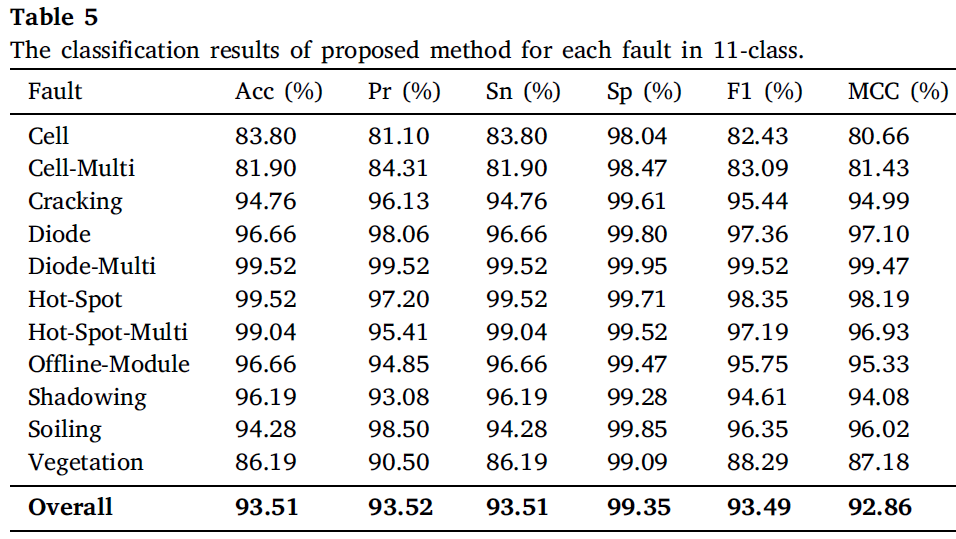 Table 5
The classification results of proposed method for each fault in 11-class.
Fault Acc (%) Pr (%) Sn (%) Sp (%) F1 (%) MCC (%)
Cell 83.80 81.10 83.80 98.04 82.43 80.66
Cell-Multi 81.90 84.31 81.90 98.47 83.09 81.43
Cracking 94.76 96.13 94.76 99.61 95.44 94.99
Diode 96.66 98.06 96.66 99.80 97.36 97.10
Diode-Multi 99.52 99.52 99.52 99.95 99.52 99.47
Hot-Spot 99.52 97.20 99.52 99.71 98.35 98.19
Hot-Spot-Multi 99.04 95.41 99.04 99.52 97.19 96.93
Offline-Module 96.66 94.85 96.66 99.47 95.75 95.33
Shadowing 96.19 93.08 96.19 99.28 94.61 94.08
Soiling 94.28 98.50 94.28 99.85 96.35 96.02
Vegetation 86.19 90.50 86.19 99.09 88.29 87.18
Overall 93.51 93.52 93.51 99.35 93.49 92.86